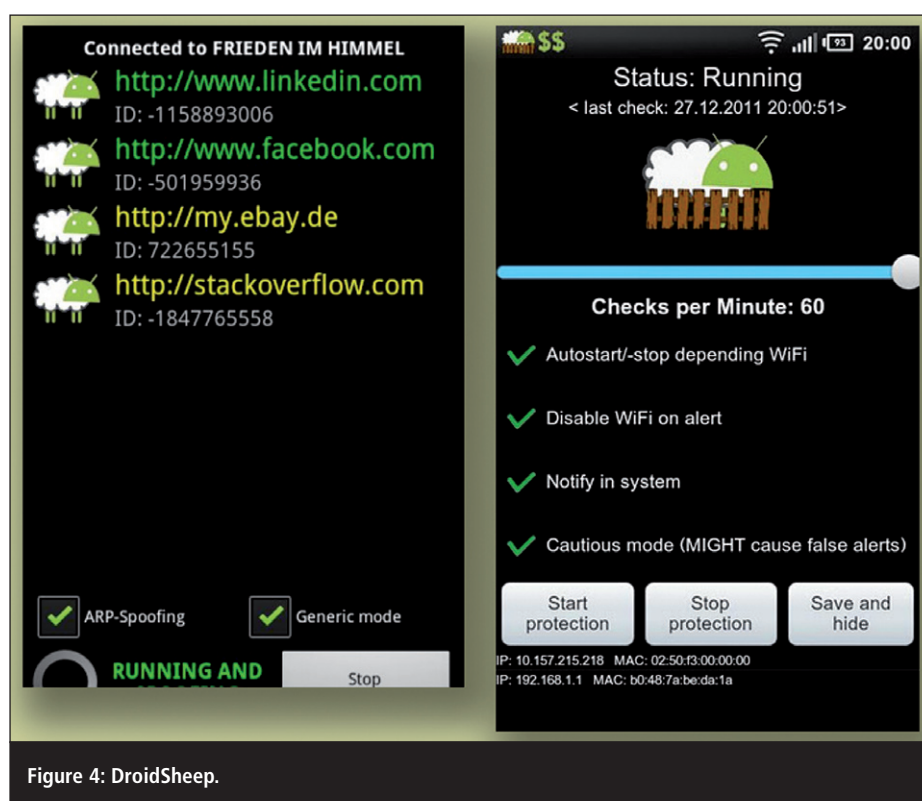 Connected to FRIEDEN IM HIMMEL
http://www.linkedin.com
ID: -1158893006
http://www.facebook.com
ID: -501959936
http://my.ebay.de
ID: 722655155
http://stackoverflow.com
ID: -1847765558
ARP-Spoofing
Generic mode
RUNNING AND
Stop
$$
93
20:00
Status: Running
< last check: 27.12.2011 20:00:51>
Checks per Minute: 60
Autostart/-stop depending WiFi
Disable WiFi on alert
Notify in system
Cautious mode (MIGHT cause false alerts)
Start
protection
Stop
protection
Save and
hide
IP: 10.157.215.218 MAC: 02:50:f3:00:00:00
IP: 192.168.1.1 MAC: b0:48:7a:be:da:1a
Figure 4: DroidSheep.